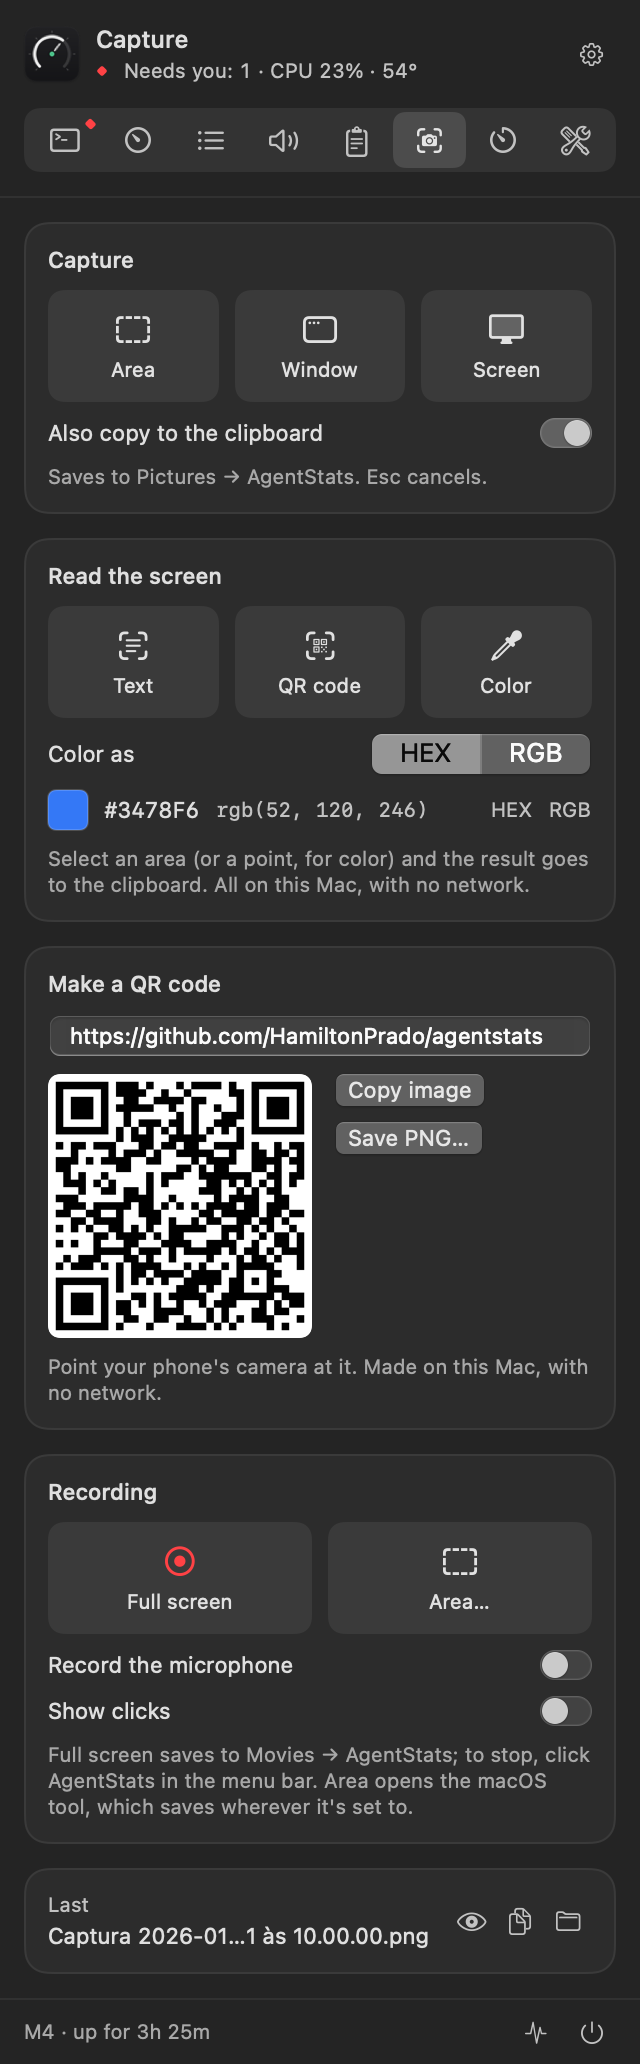 Capture
Needs you: 1 · CPU 23% · 54°
Capture
Area
Window
Screen
Also copy to the clipboard
Saves to Pictures → AgentStats. Esc cancels.
Read the screen
Text
QR code
Color
Color as
HEX
RGB
#3478F6 rgb(52, 120, 246) HEX RGB
Select an area (or a point, for color) and the result goes
to the clipboard. All on this Mac, with no network.
Make a QR code
https://github.com/HamiltonPrado/agentstats
Copy image
Save PNG...
Point your phone's camera at it. Made on this Mac, with
no network.
Recording
Full screen
Area...
Record the microphone
Show clicks
Full screen saves to Movies → AgentStats; to stop, click
AgentStats in the menu bar. Area opens the macOS
tool, which saves wherever it's set to.
Last
Captura 2026-01...1 às 10.00.00.png
M4 · up for 3h 25m